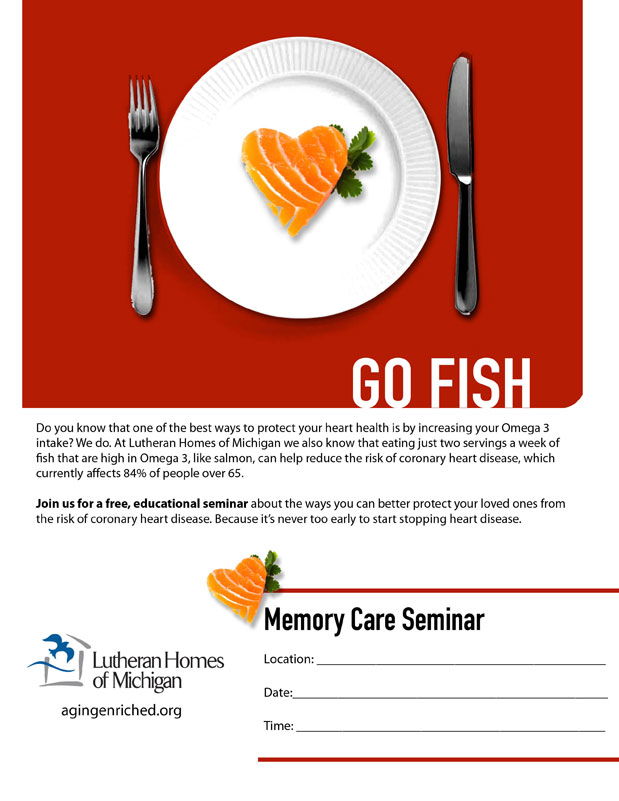 GO FISH
Do you know that one of the best ways to protect your heart health is by increasing your Omega 3
intake? We do. At Lutheran Homes of Michigan we also know that eating just two servings a week of
fish that are high in Omega 3, like salmon, can help reduce the risk of coronary heart disease, which
currently affects 84% of people over 65.
Join us for a free, educational seminar about the ways you can better protect your loved ones from
the risk of coronary heart disease. Because it's never too early to start stopping heart disease.
Memory Care Seminar
Location: ____________________
Date:____________________
Time: ____________________
Lutheran Homes
of Michigan
agingenriched.org